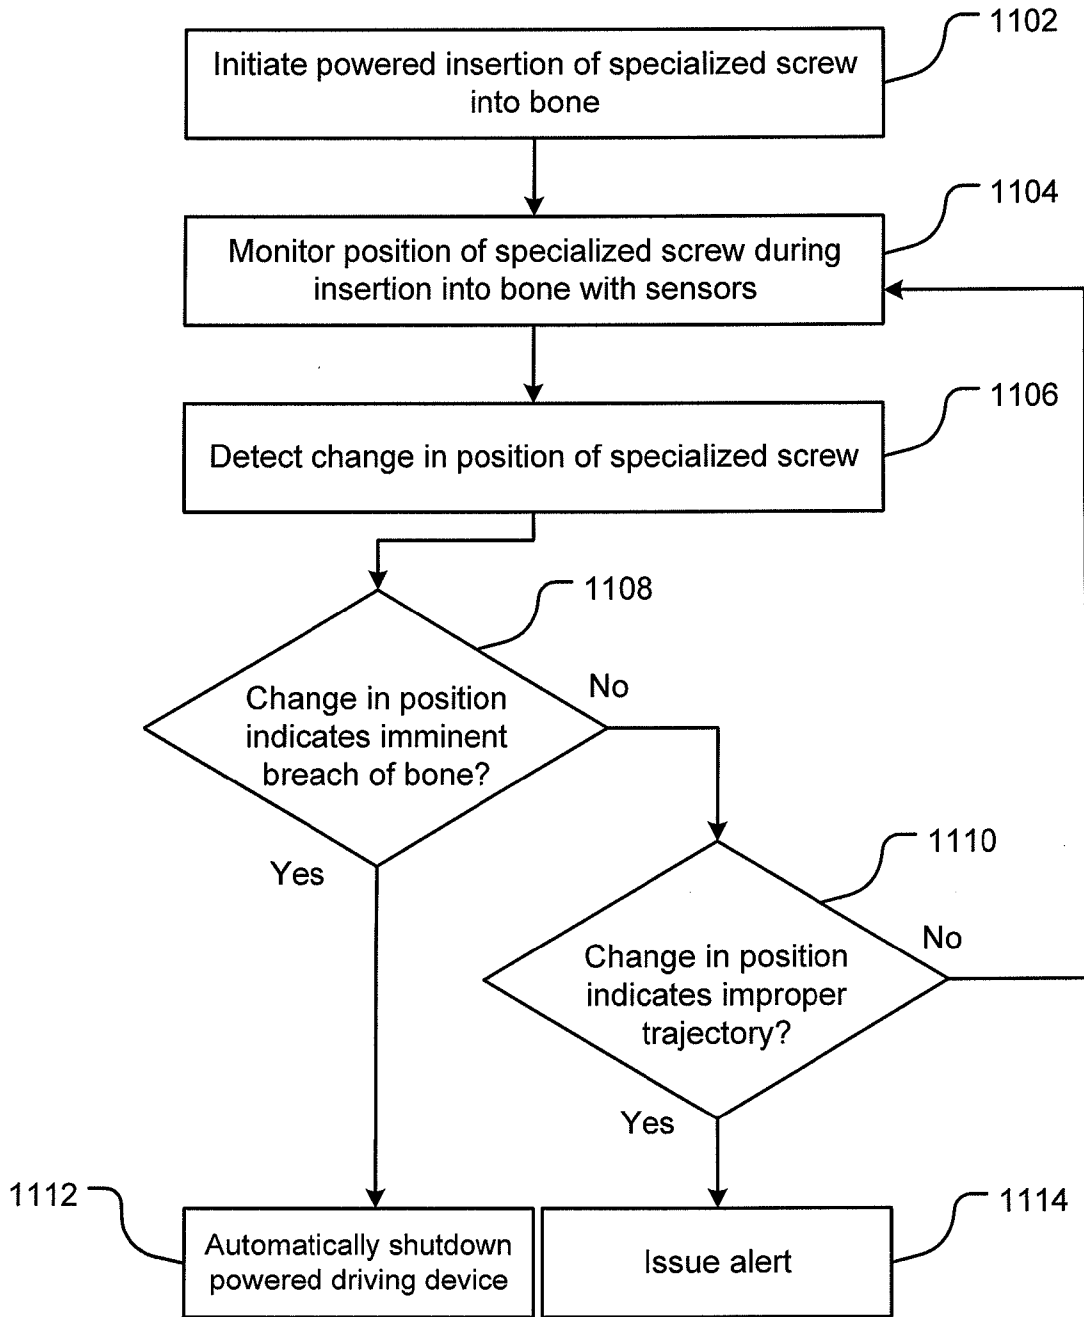 1102
Initiate powered insertion of specialized screw
into bone
1104
Monitor position of specialized screw during
insertion into bone with sensors
1106
Detect change in position of specialized screw
1108
Change in position
indicates imminent
breach of bone?
No
Yes
1110
Change in position
indicates improper
trajectory?
No
Yes
1112
Automatically shutdown
powered driving device
1114
Issue alert